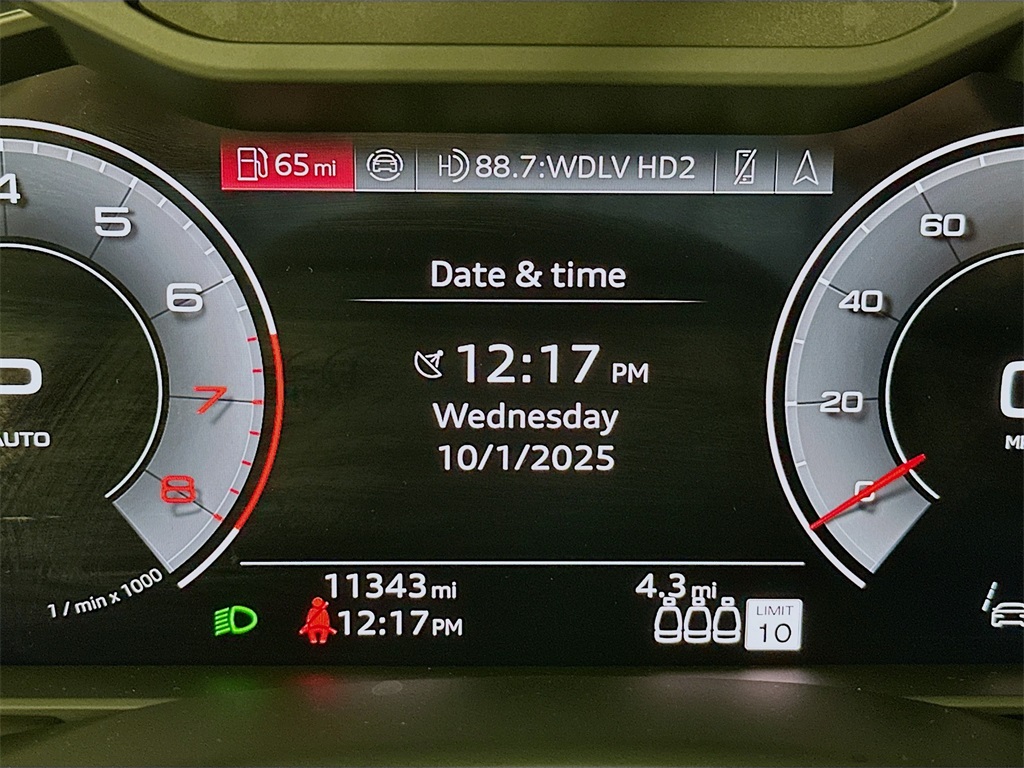 65 mi
HD 88.7:WDLV HD2
Date & time
12:17 PM
Wednesday
10/1/2025
4
5
6
7
8
AUTO
1 / min x 1000
60
40
20
0
11343 mi
12:17 PM
4.3 mi
LIMIT
10